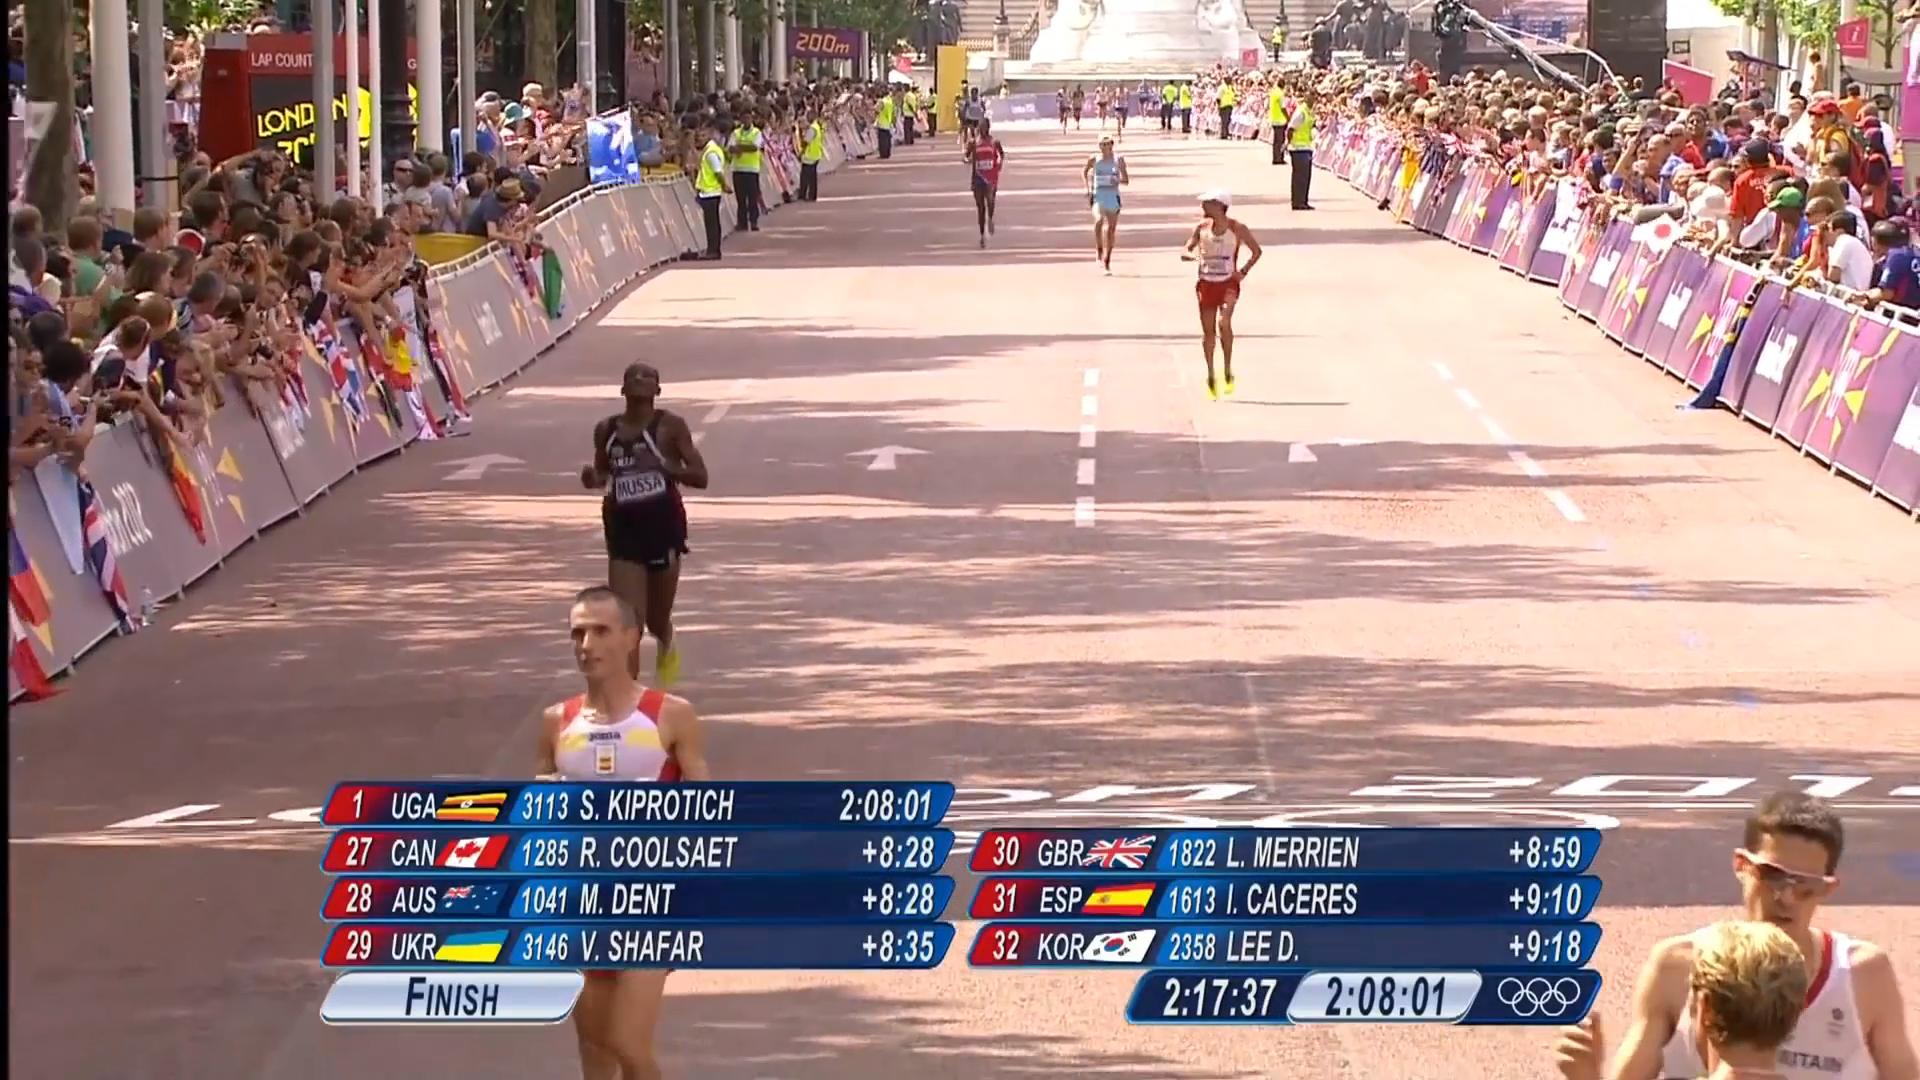 LAP COUNT
200m
LONDON
MUSSA
joma
1 UGA 3113 S. KIPROTICH 2:08:01
27 CAN 1285 R. COOLSAET +8:28
28 AUS 1041 M. DENT +8:28
29 UKR 3146 V. SHAFAR +8:35
30 GBR 1822 L. MERRIEN +8:59
31 ESP 1613 I. CACERES +9:10
32 KOR 2358 LEE D. +9:18
FINISH
2:17:37 2:08:01